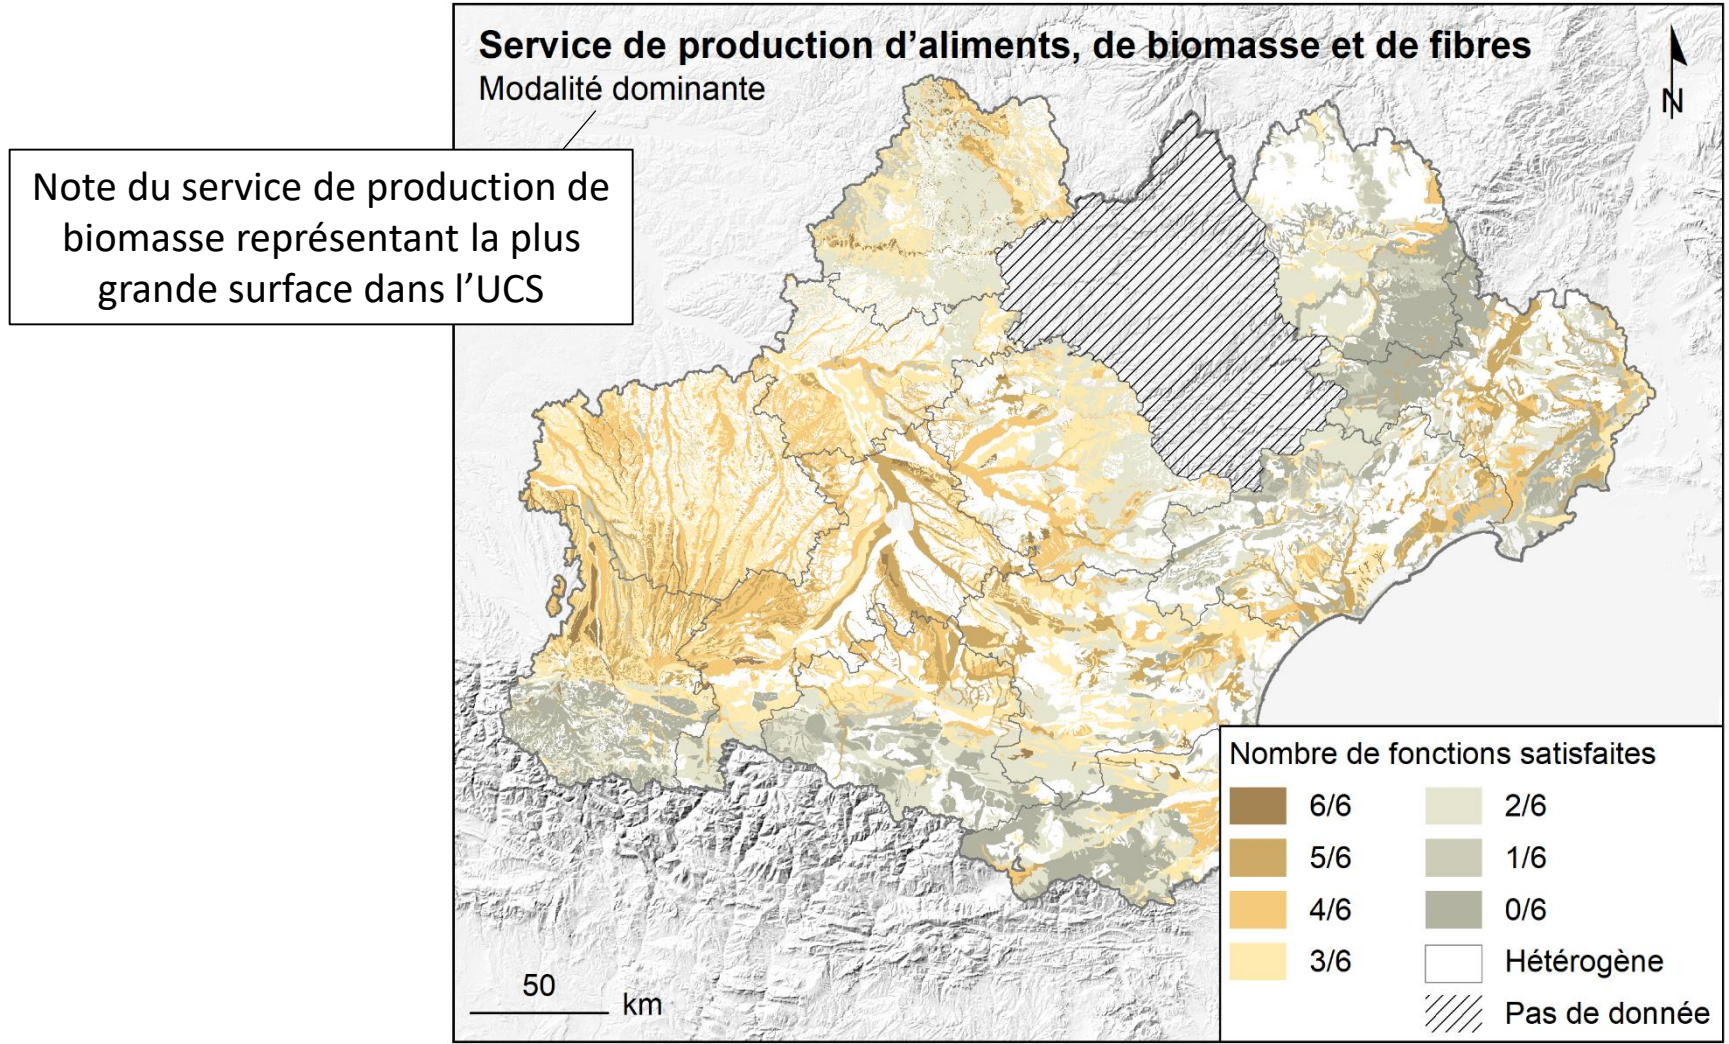 Service de production d'aliments, de biomasse et de fibres
Modalité dominante
N
Note du service de production de
biomasse représentant la plus
grande surface dans l'UCS
Nombre de fonctions satisfaites
6/6
5/6
4/6
3/6
2/6
1/6
0/6
Hétérogène
Pas de donnée
50
km